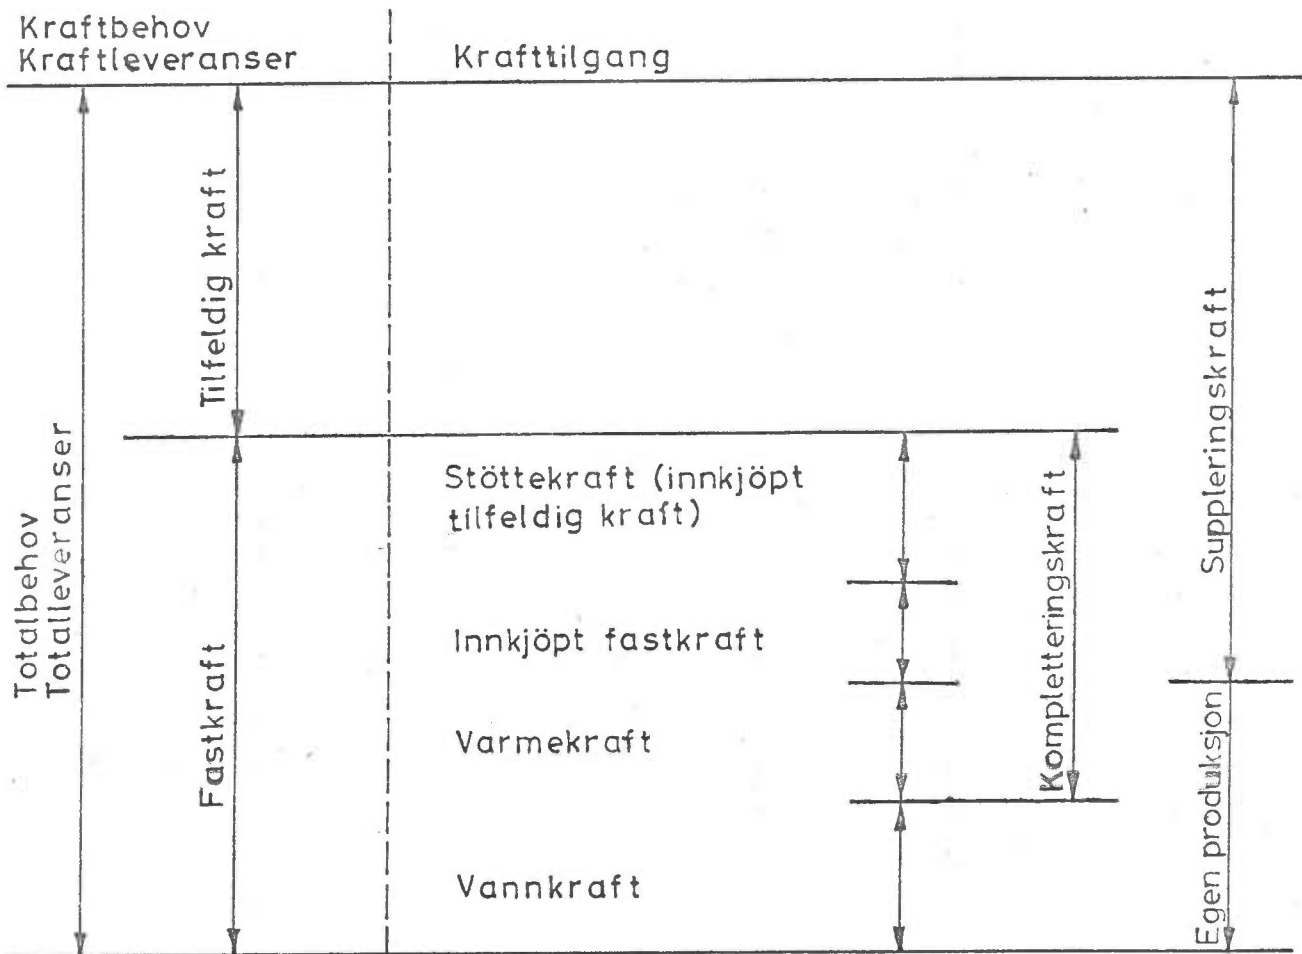 Kraftbehov
Kraftleveranser
Krafttilgang
Totalbehov
Totalleveranser
Tilfeldig kraft
Fastkraft
Stöttekraft (innkjöpt
tilfeldig kraft)
Innkjöpt fastkraft
Varmekraft
Vannkraft
Kompletteringskraft
Suppleringskraft
Egen produksjon